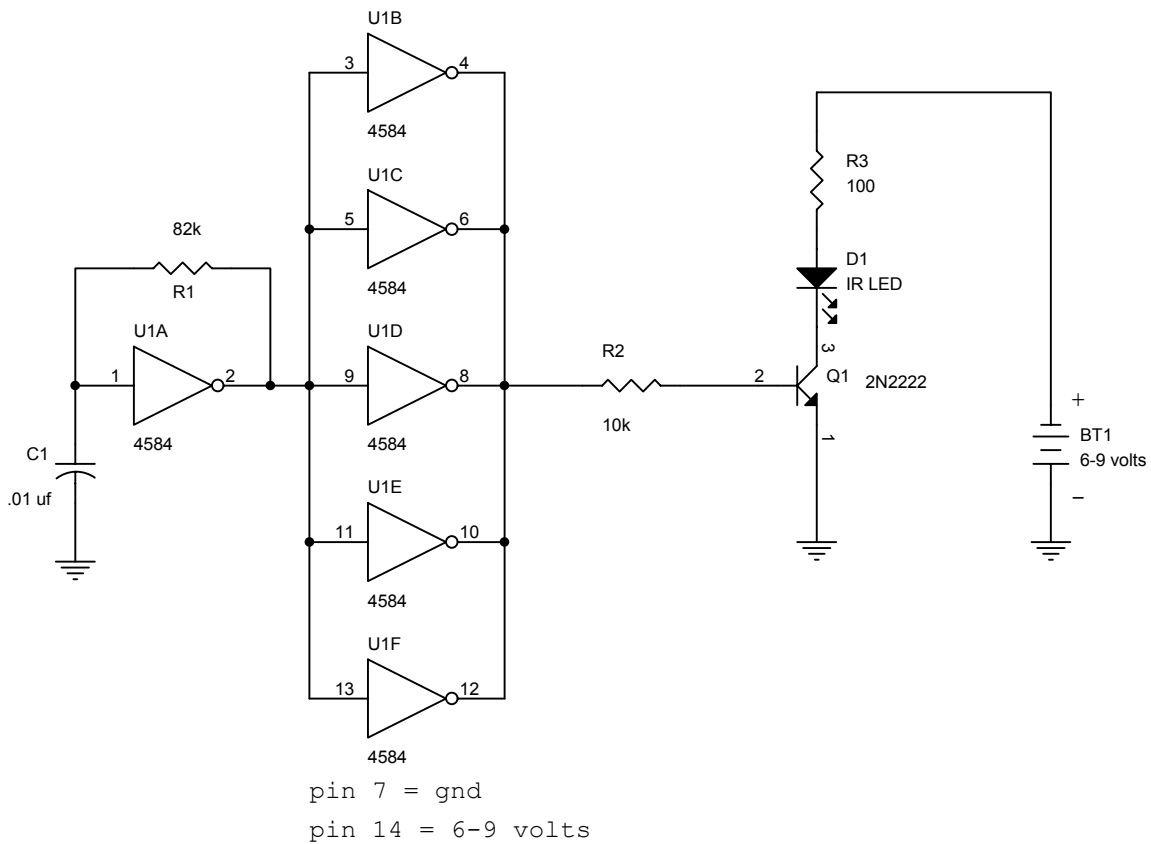 U1B
3
4
4584
U1C
5
6
4584
82k
R1
U1A
1
2
4584
C1
.01 uf
U1D
9
8
4584
U1E
11
10
4584
U1F
13
12
4584
pin 7 = gnd
pin 14 = 6-9 volts
R2
10k
R3
100
D1
IR LED
3
2
Q1
2N2222
1
+
BT1
6-9 volts
−